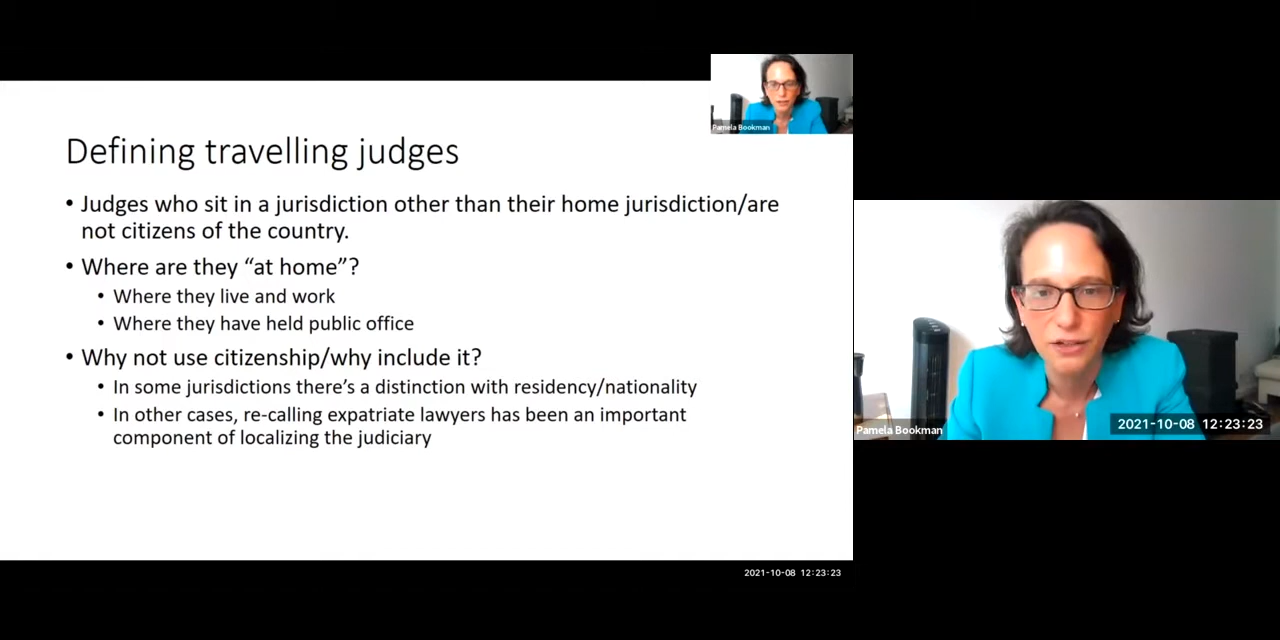 Pamela Bookman
Defining travelling judges
• Judges who sit in a jurisdiction other than their home jurisdiction/are
not citizens of the country.
• Where are they “at home”?
• Where they live and work
• Where they have held public office
• Why not use citizenship/why include it?
• In some jurisdictions there’s a distinction with residency/nationality
• In other cases, re-calling expatriate lawyers has been an important
component of localizing the judiciary
2021-10-08 12:23:23
Pamela Bookman
2021-10-08 12:23:23